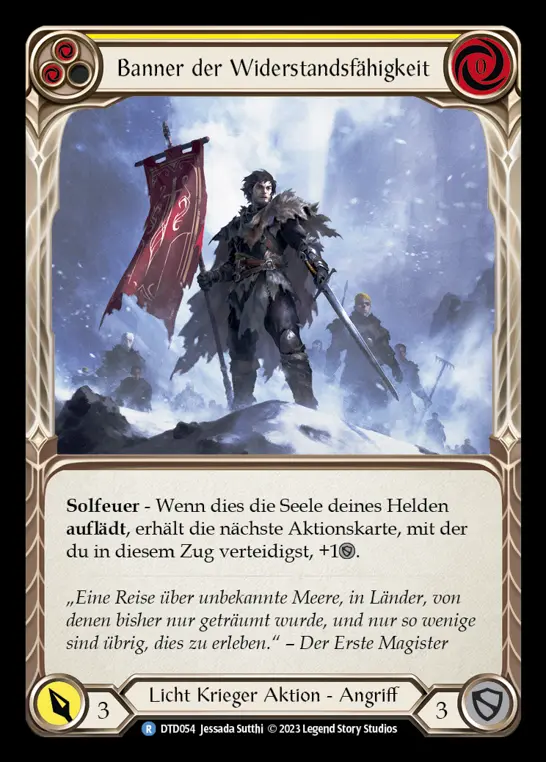 Banner der Widerstandsfähigkeit
0
Solfeuer - Wenn dies die Seele deines Helden
auflädt, erhält die nächste Aktionskarte, mit der
du in diesem Zug verteidigst, +1.
„Eine Reise über unbekannte Meere, in Länder, von
denen bisher nur geträumt wurde, und nur so wenige
sind übrig, dies zu erleben.“ – Der Erste Magister
3
Licht Krieger Aktion - Angriff
3
R DTD054 Jessada Sutthi © 2023 Legend Story Studios